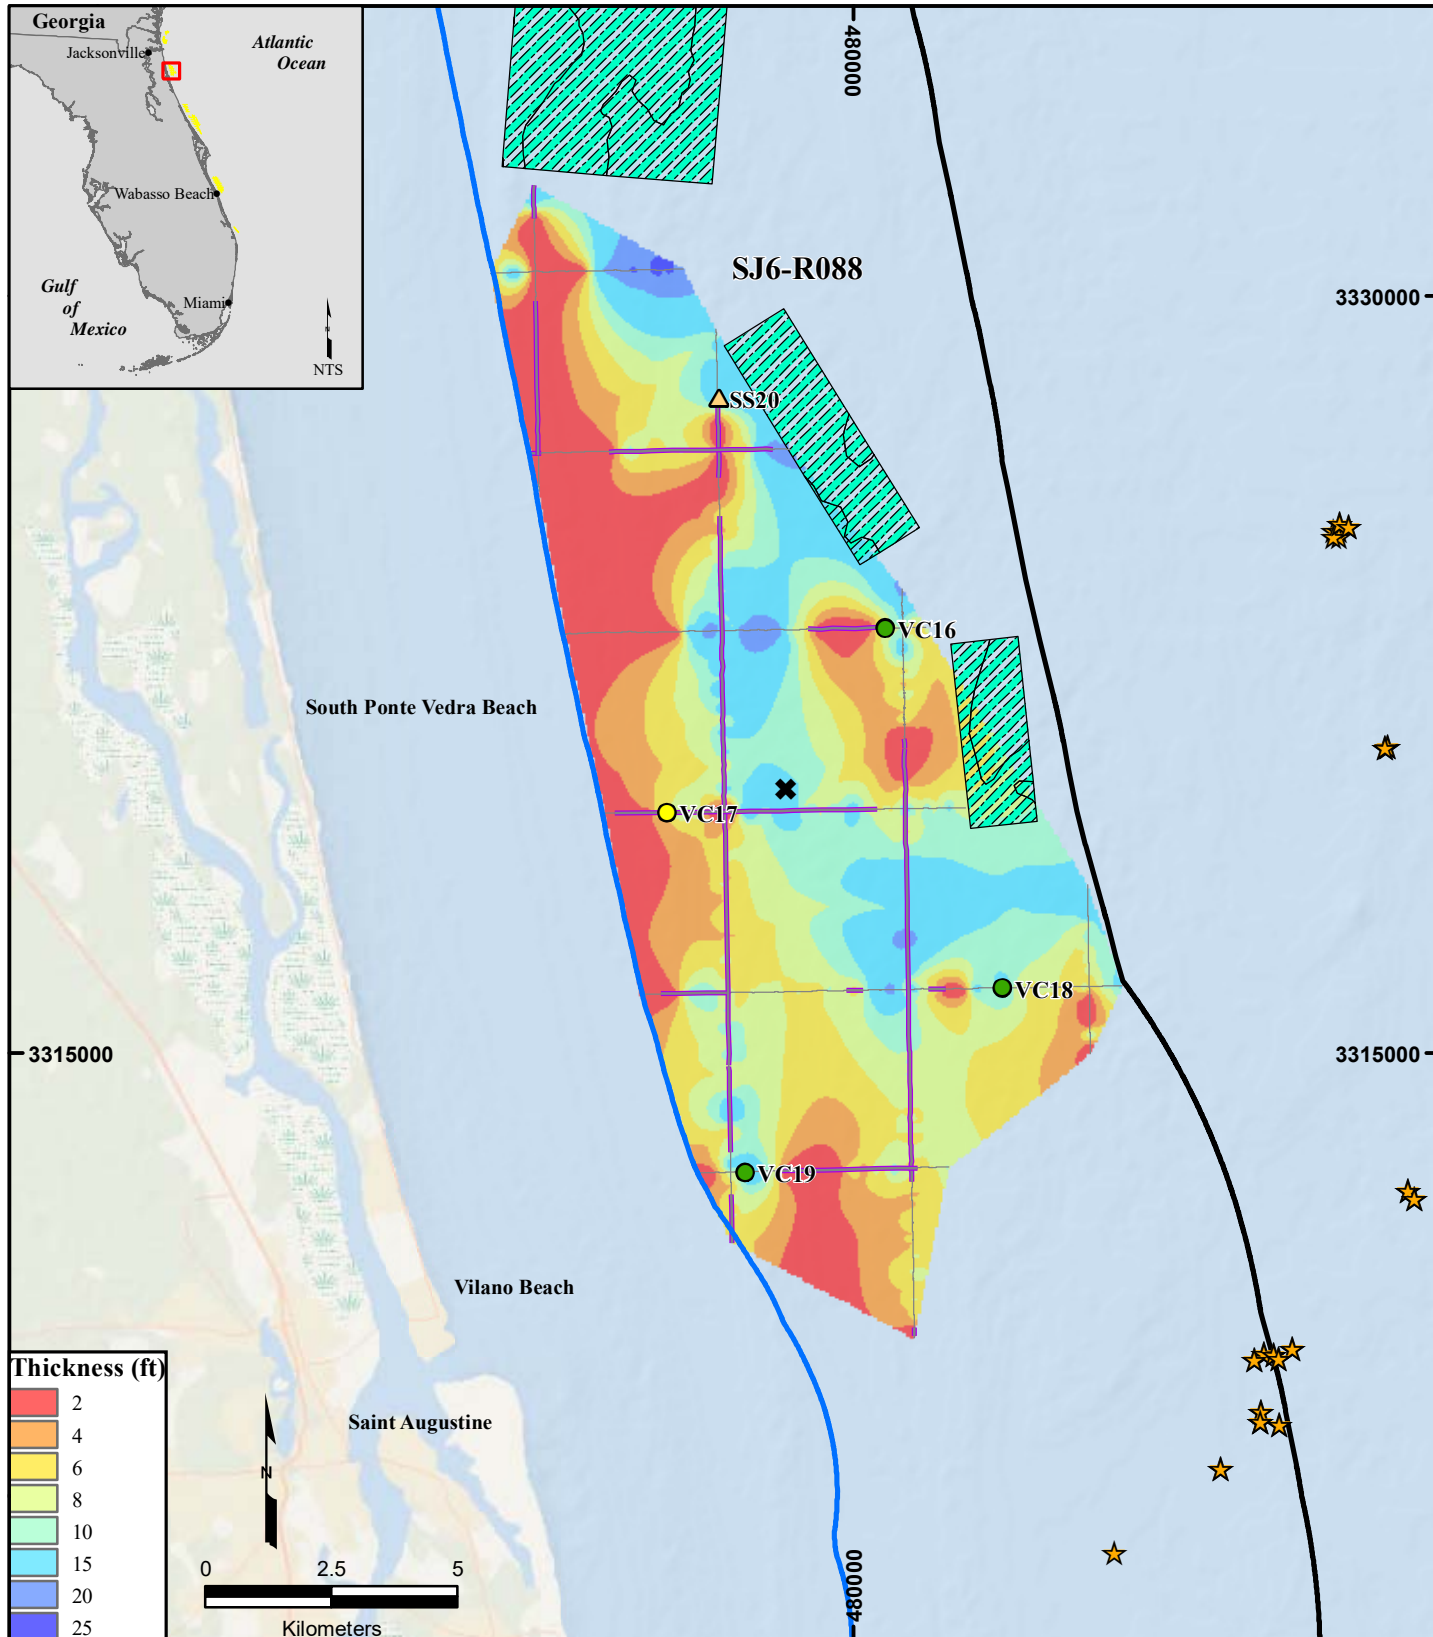 Georgia
Jacksonville
Atlantic
Ocean
Wabasso Beach
Gulf
of
Mexico
Miami
N
NTS
480000
SJ6-R088
3330000
SS20
VC16
South Ponte Vedra Beach
VC17
VC18
3315000
3315000
VC19
Vilano Beach
Saint Augustine
Thickness (ft)
2
4
6
8
10
15
20
25
N
0 2.5 5
Kilometers
480000